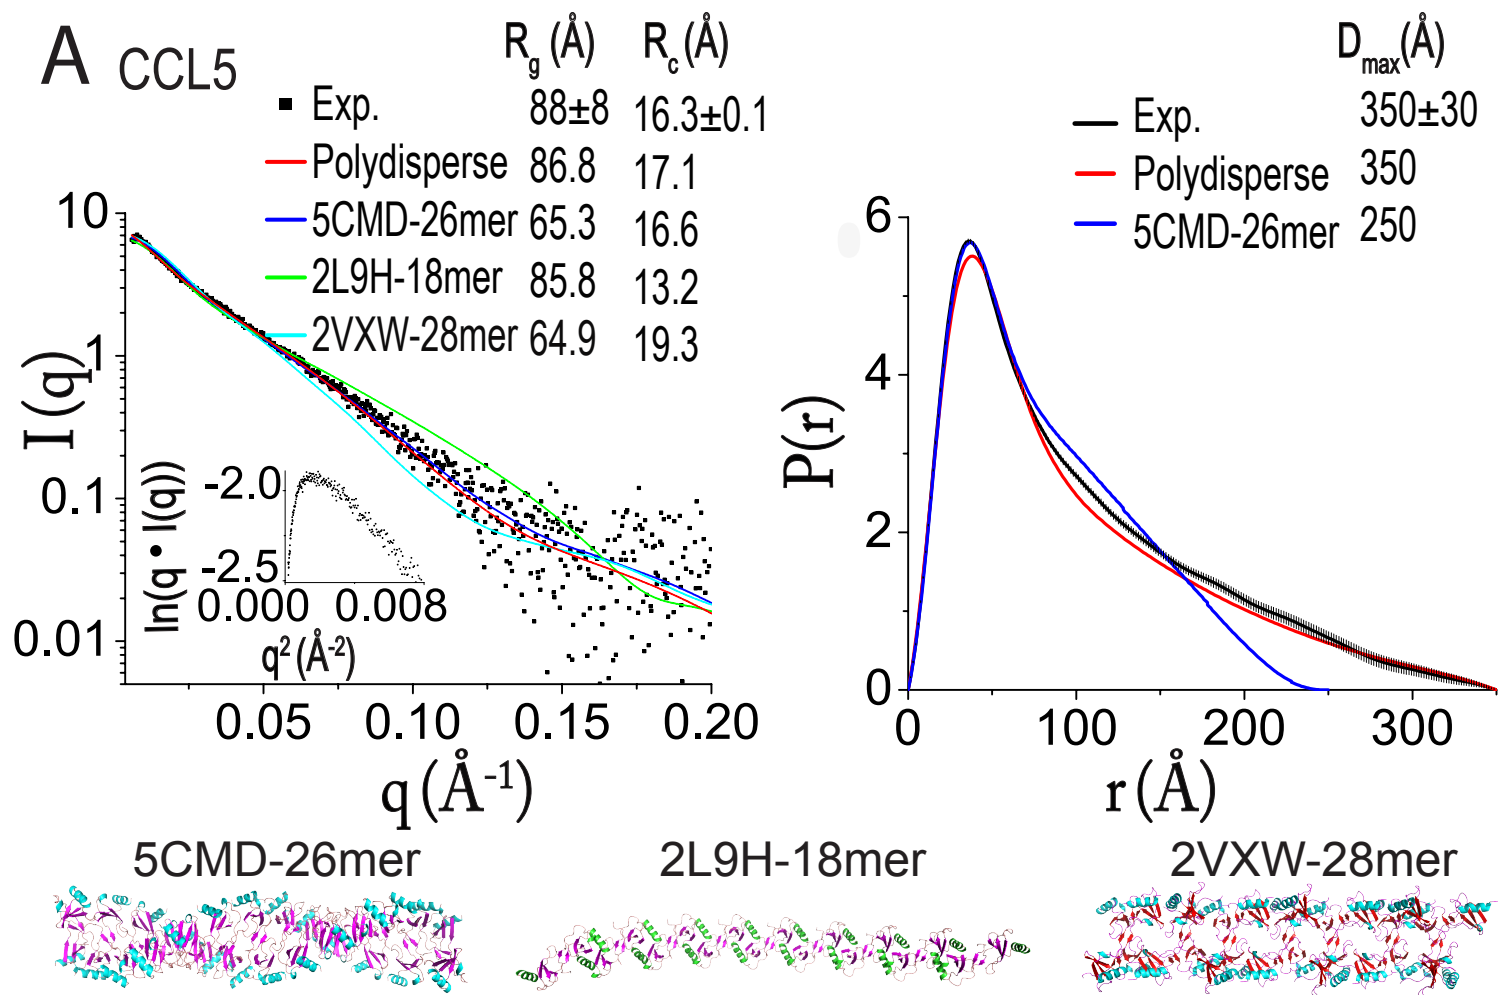 A CCL5
Rg (Å) Rc (Å)
Exp. 88±8 16.3±0.1
Polydisperse 86.8 17.1
5CMD-26mer 65.3 16.6
2L9H-18mer 85.8 13.2
2VXW-28mer 64.9 19.3
10
1
0.1
0.01
I (q)
0.05 0.10 0.15 0.20
q (Å-1)
ln(q • I(q))
-2.0
-2.5
0.000 0.008
q2 (Å-2)
Dmax (Å)
Exp. 350±30
Polydisperse 350
5CMD-26mer 250
6
4
2
0
P(r)
0 100 200 300
r (Å)
5CMD-26mer 2L9H-18mer 2VXW-28mer